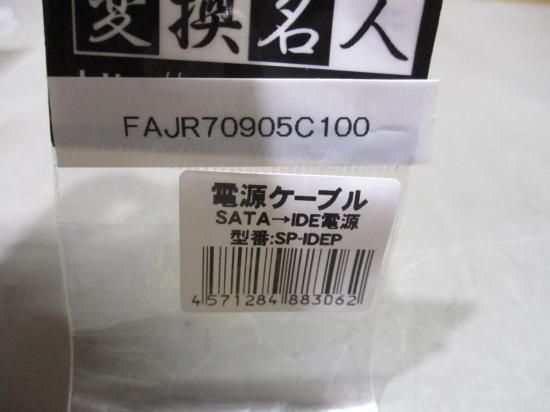 変換名人
FAJR70905C100
電源ケーブル
SATA→IDE電源
型番:SP-IDEP
4571284883062